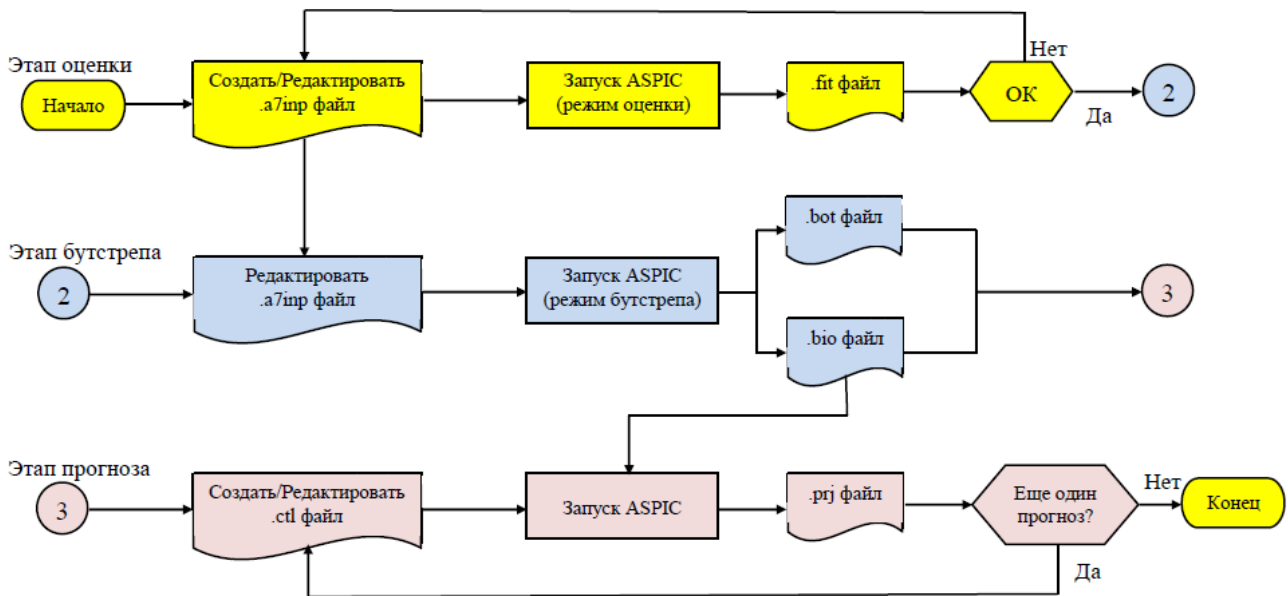 Этап оценки
Начало
Создать/Редактировать
.a7inp файл
Запуск ASPIC
(режим оценки)
.fit файл
ОК
Нет
Да
2
Этап бутстрепа
2
Редактировать
.a7inp файл
Запуск ASPIC
(режим бутстрепа)
.bot файл
.bio файл
3
Этап прогноза
3
Создать/Редактировать
.ctl файл
Запуск ASPIC
.prj файл
Еще один
прогноз?
Нет
Да
Конец